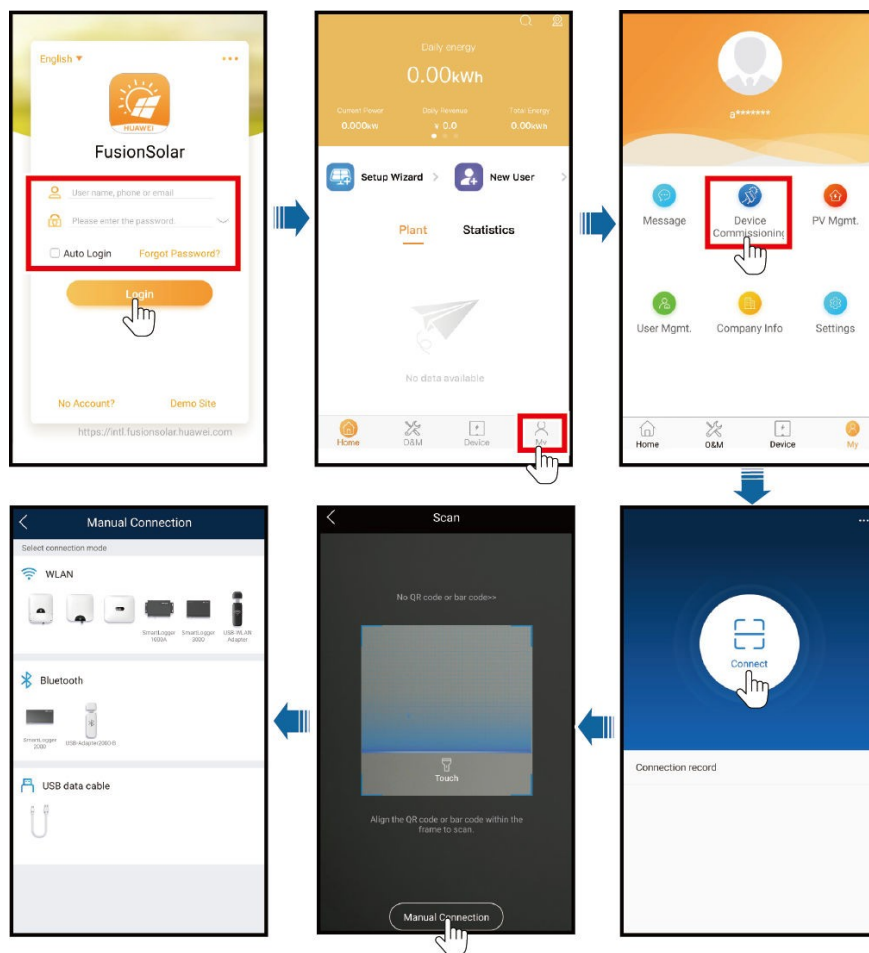 English ▼
HUAWEI
FusionSolar
User name, phone or email
Please enter the password.
Auto Login Forgot Password?
Login
No Account? Demo Site
https://intl.fusionsolar.huawei.com
Daily energy
0.00kWh
Current Power Daily Revenue Total Energy
0.000kW ¥ 0.0 0.00kWh
Setup Wizard > New User >
Plant Statistics
No data available
Home O&M Device My
a*******
Message Device Commissioning PV Mgmt.
User Mgmt. Company Info Settings
Home O&M Device My
Connect
Connection record
Scan
No QR code or bar code>>
Touch
Align the QR code or bar code within the
frame to scan.
Manual Connection
Manual Connection
Select connection mode
WLAN
SmartLogger SmartLogger USB WLAN
1000A 3000 Adapter
Bluetooth
SmartLogger
2000
USB-Adapter2000-B
USB data cable